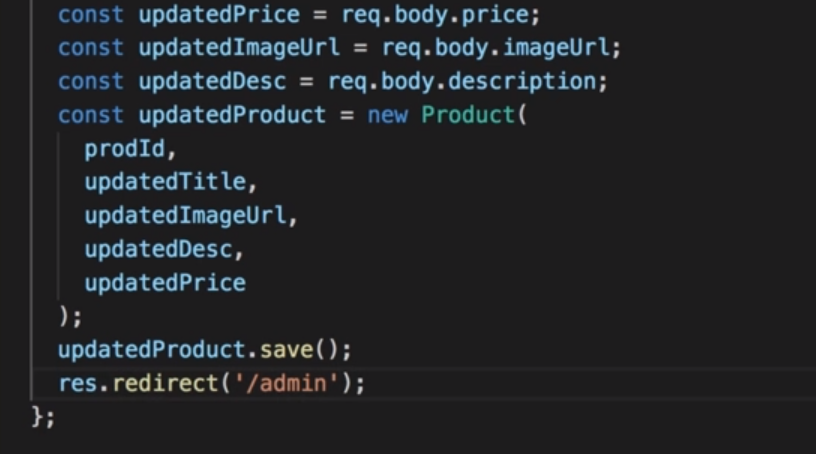 const updatedPrice = req.body.price;
const updatedImageUrl = req.body.imageUrl;
const updatedDesc = req.body.description;
const updatedProduct = new Product(
prodId,
updatedTitle,
updatedImageUrl,
updatedDesc,
updatedPrice
);
updatedProduct.save();
res.redirect('/admin');
};